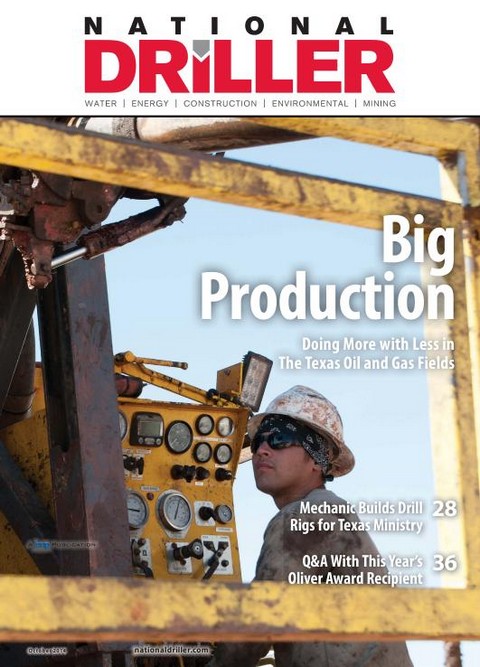 NATIONAL
DRiLLER
WATER | ENERGY | CONSTRUCTION | ENVIRONMENTAL | MINING
Big
Production
Doing More with Less in
The Texas Oil and Gas Fields
Mechanic Builds Drill 28
Rigs for Texas Ministry
Q&A With This Year's 36
Oliver Award Recipient
PUBLICATION
nationaldriller.com